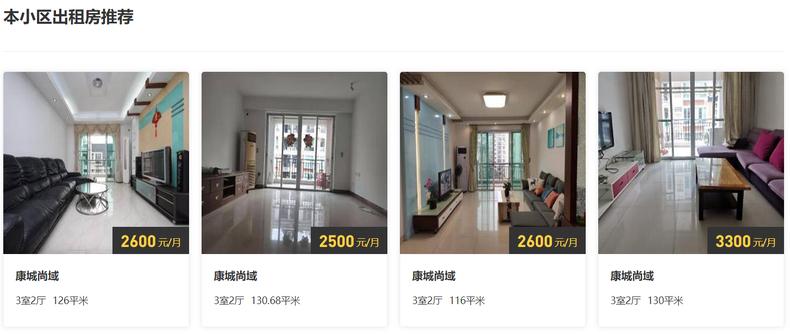 本小区出租房推荐
2600元/月
2500元/月
2600元/月
3300元/月
康城尚域
康城尚域
康城尚域
康城尚域
3室2厅 126平米
3室2厅 130.68平米
3室2厅 116平米
3室2厅 130平米